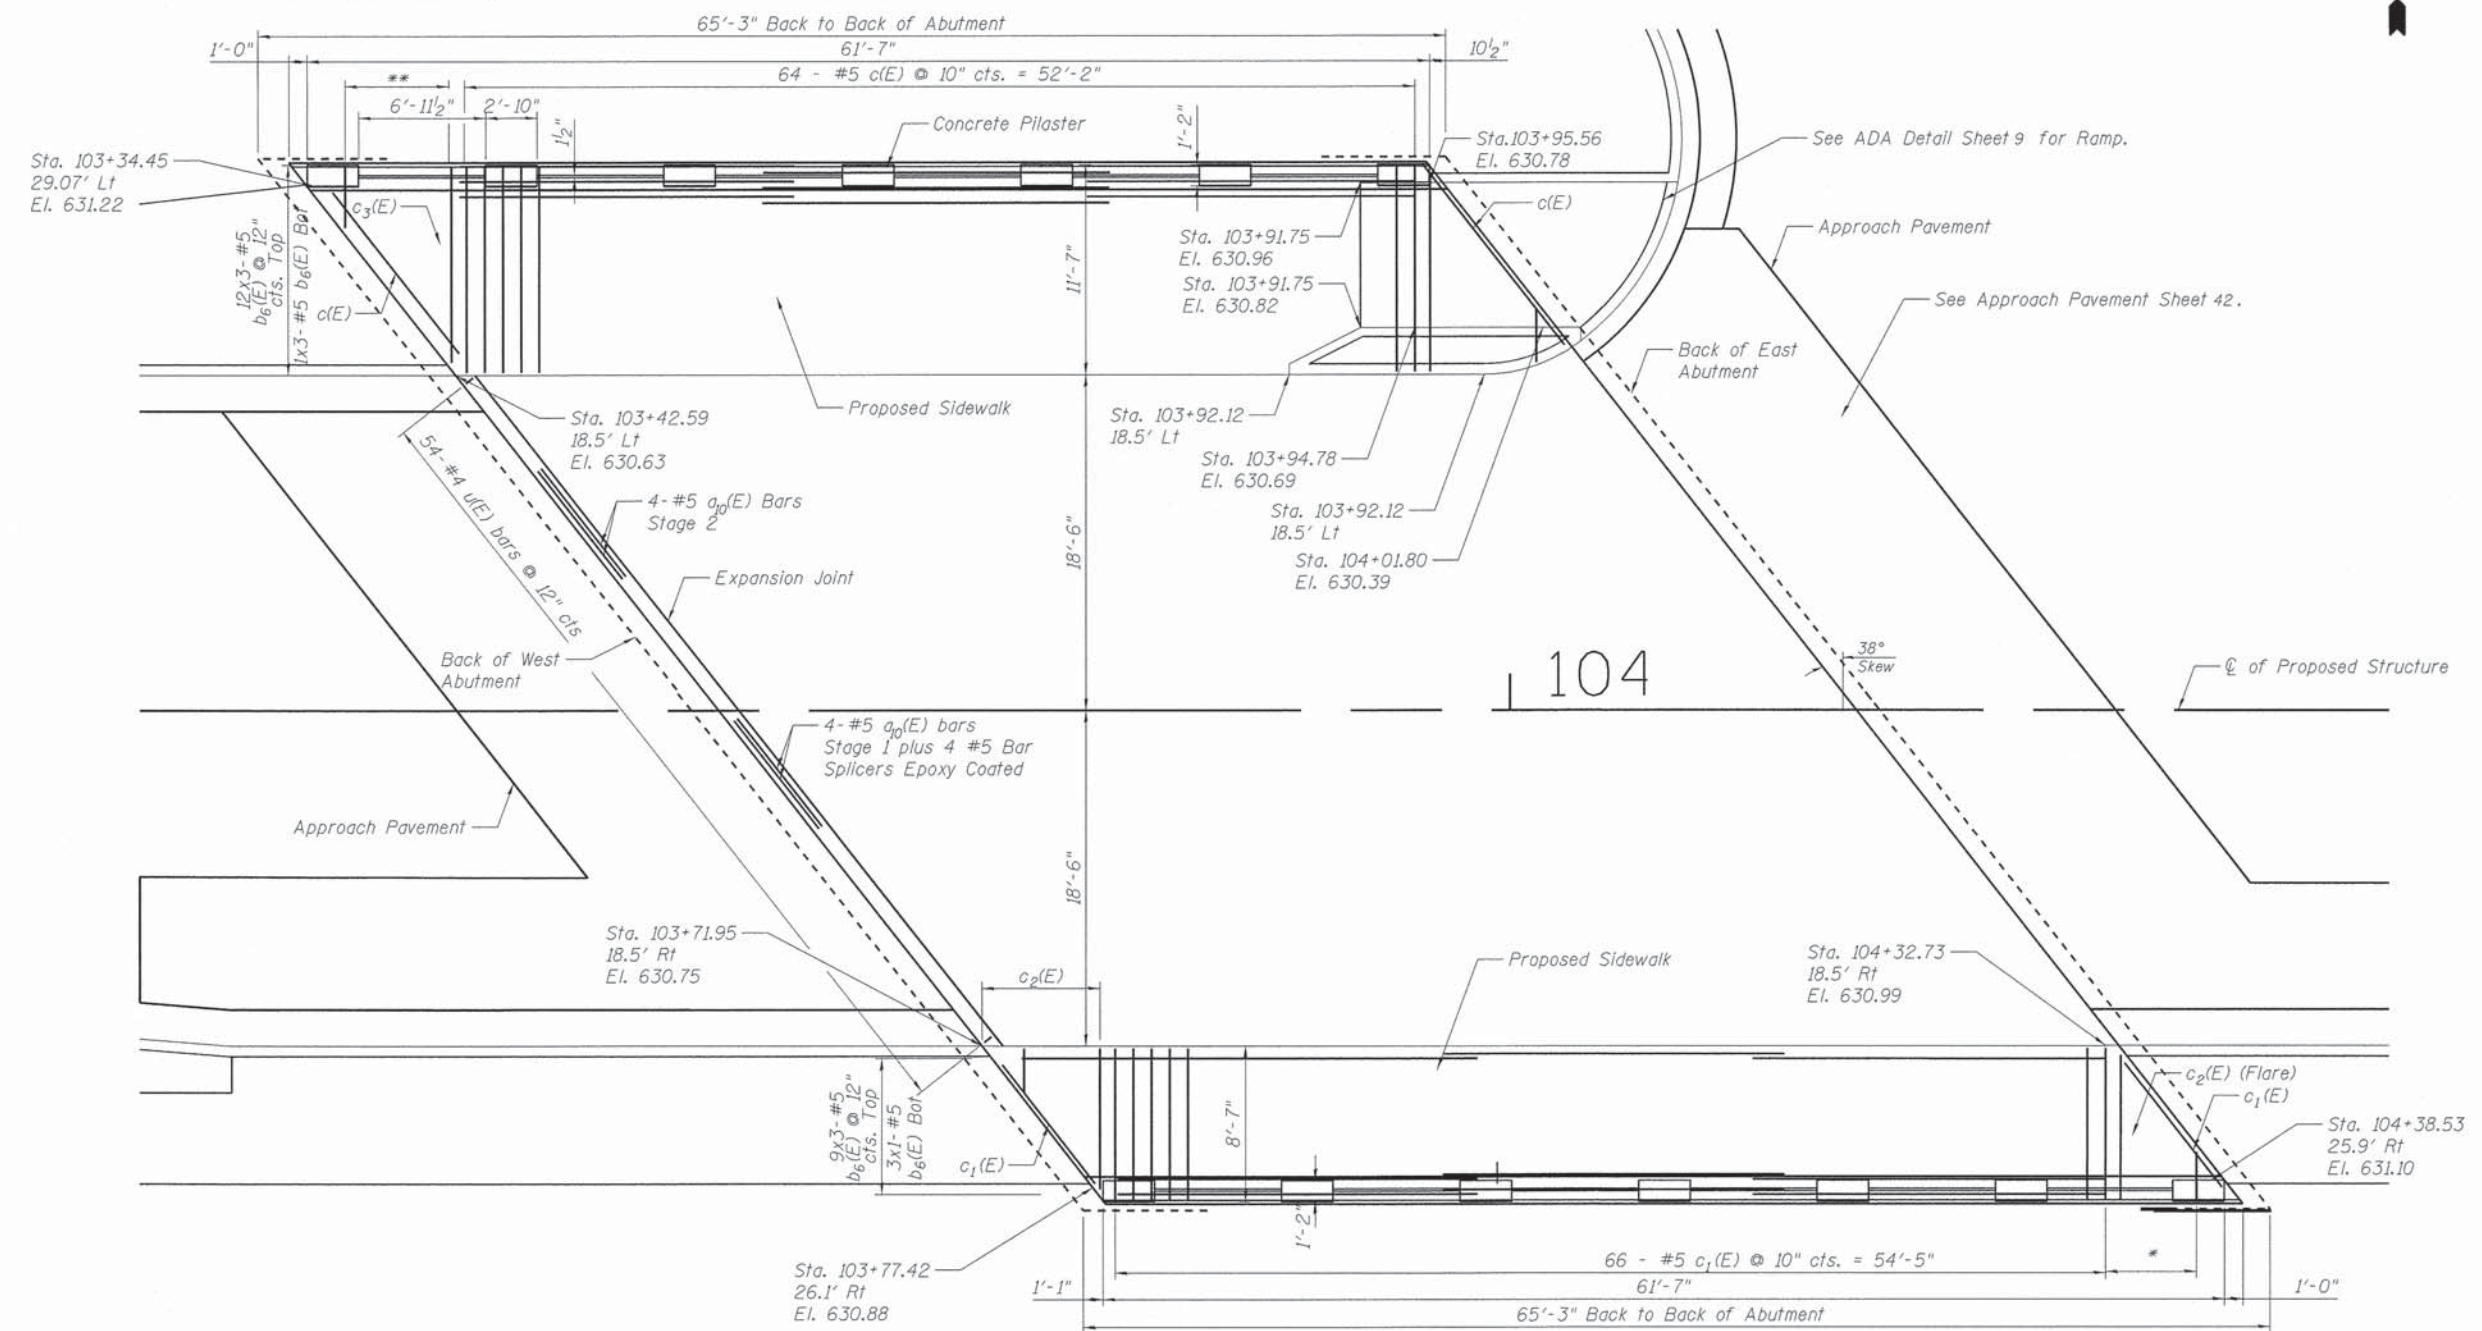 65'-3" Back to Back of Abutment
1'-0"
61'-7"
10½"
64 - #5 c(E) @ 10" cts. = 52'-2"
**
6'-11½"
2'-10"
1½"
1'-2"
Concrete Pilaster
Sta. 103+34.45
29.07' Lt
El. 631.22
Sta.103+95.56
El. 630.78
See ADA Detail Sheet 9 for Ramp.
c₃(E)
c(E)
12x3-#5
b₆(E) @ 12"
cts. Top
1x3-#5 b₆(E) Bot
c(E)
11'-7"
Sta. 103+91.75
El. 630.96
Sta. 103+91.75
El. 630.82
Approach Pavement
See Approach Pavement Sheet 42.
Back of East
Abutment
Proposed Sidewalk
Sta. 103+42.59
18.5' Lt
El. 630.63
Sta. 103+92.12
18.5' Lt
Sta. 103+94.78
El. 630.69
Sta. 103+92.12
18.5' Lt
Sta. 104+01.80
El. 630.39
54-#4 u(E) bars @ 12" cts
4-#5 a₁₀(E) Bars
Stage 2
18'-6"
Expansion Joint
Back of West
Abutment
104
38°
Skew
℄ of Proposed Structure
4-#5 a₁₀(E) bars
Stage 1 plus 4 #5 Bar
Splicers Epoxy Coated
Approach Pavement
18'-6"
Sta. 103+71.95
18.5' Rt
El. 630.75
c₂(E)
Proposed Sidewalk
Sta. 104+32.73
18.5' Rt
El. 630.99
9x3-#5
b₆(E) @ 12"
cts. Top
3x1-#5
b₆(E) Bot
c₁(E)
8'-7"
c₂(E) (Flare)
c₁(E)
Sta. 104+38.53
25.9' Rt
El. 631.10
1'-2"
Sta. 103+77.42
26.1' Rt
El. 630.88
66 - #5 c₁(E) @ 10" cts. = 54'-5"
*
1'-1"
61'-7"
1'-0"
65'-3" Back to Back of Abutment